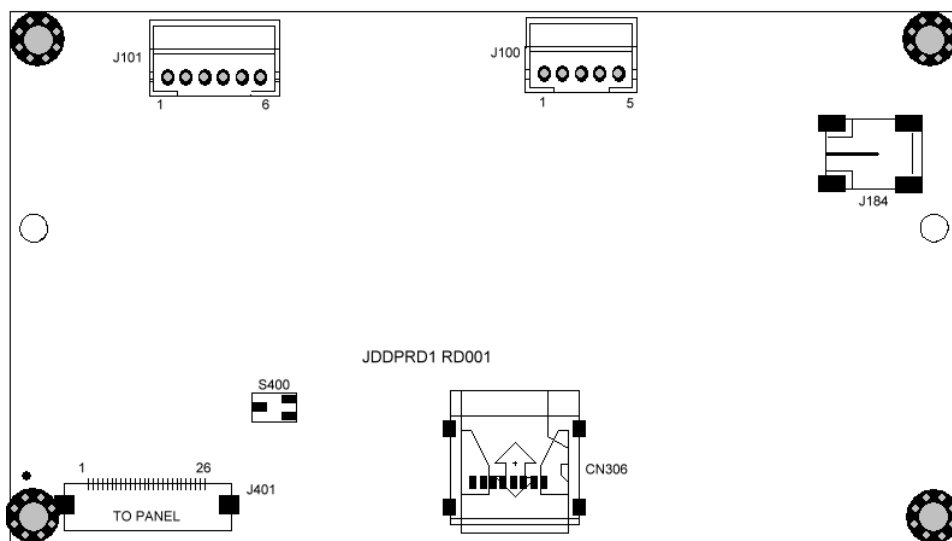 J101
1 6
J100
1 5
J184
JDDPRD1 RD001
S400
CN306
1 26
J401
TO PANEL